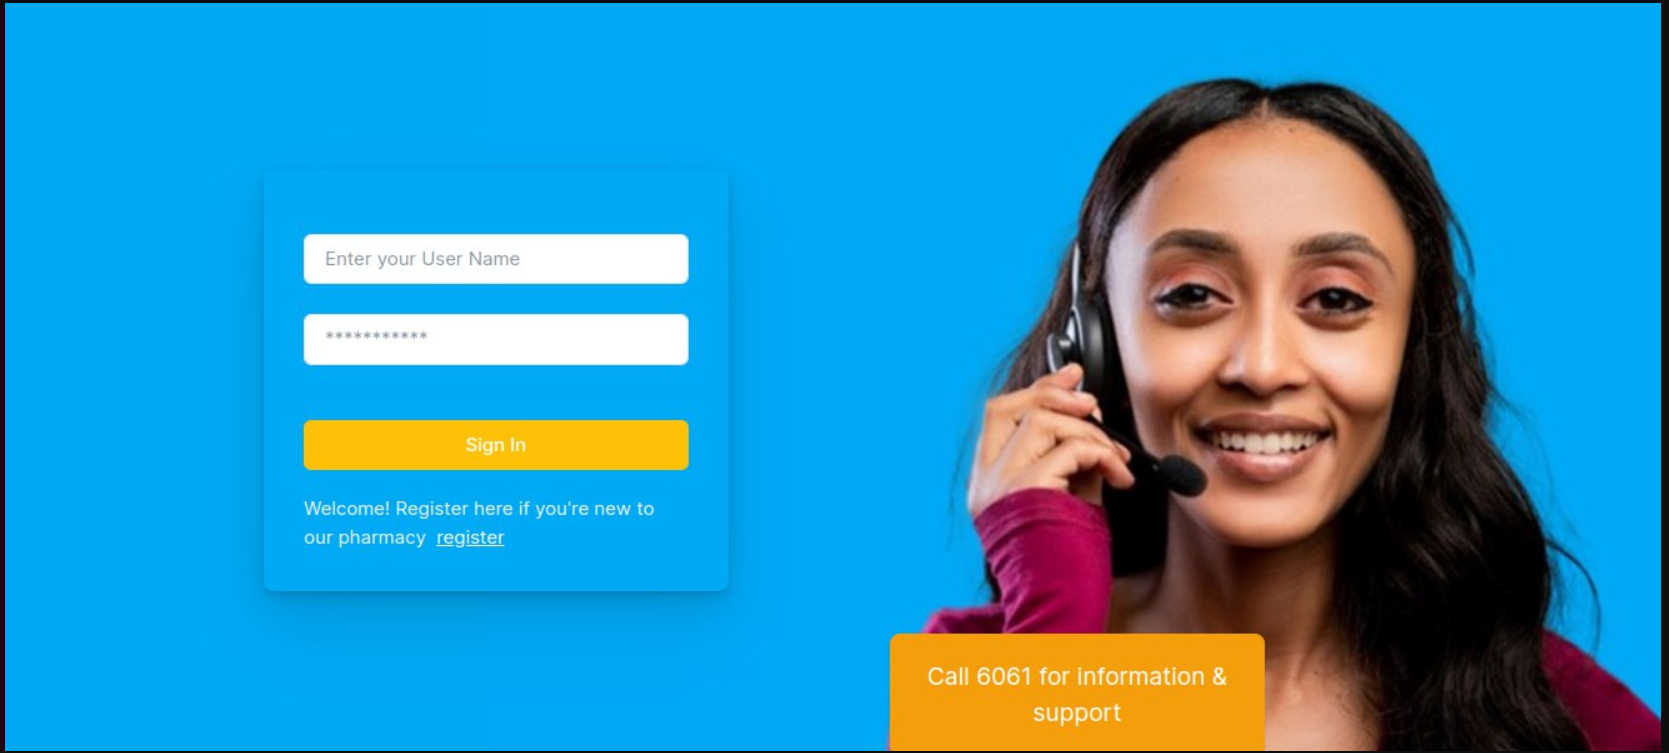 Enter your User Name
***********
Sign In
Welcome! Register here if you're new to
our pharmacy register
Call 6061 for information &
support